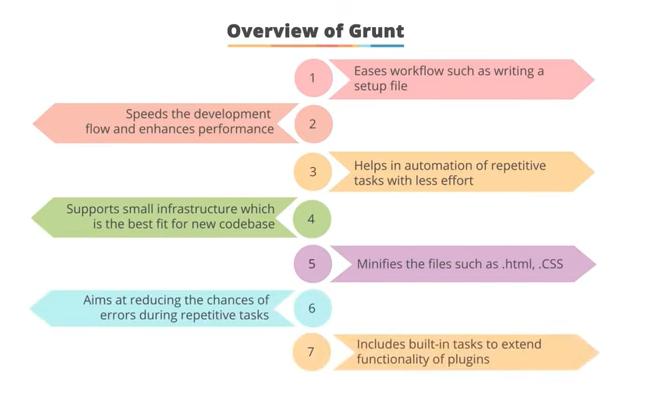 Overview of Grunt
1
Eases workflow such as writing a
setup file
Speeds the development
flow and enhances performance
2
3
Helps in automation of repetitive
tasks with less effort
Supports small infrastructure which
is the best fit for new codebase
4
5
Minifies the files such as .html, .CSS
Aims at reducing the chances of
errors during repetitive tasks
6
7
Includes built-in tasks to extend
functionality of plugins